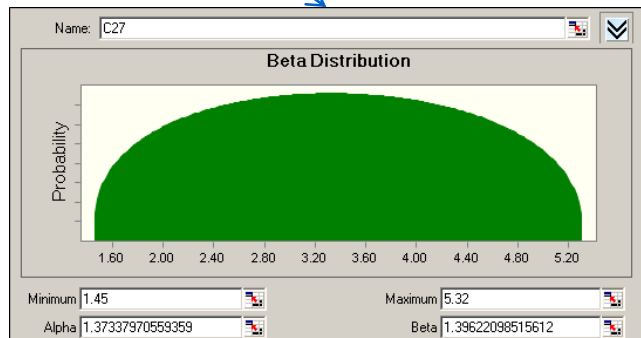 Name: C27
Beta Distribution
Probability
1.60 2.00 2.40 2.80 3.20 3.60 4.00 4.40 4.80 5.20
Minimum 1.45 Maximum 5.32
Alpha 1.37337970559359 Beta 1.39622098515612